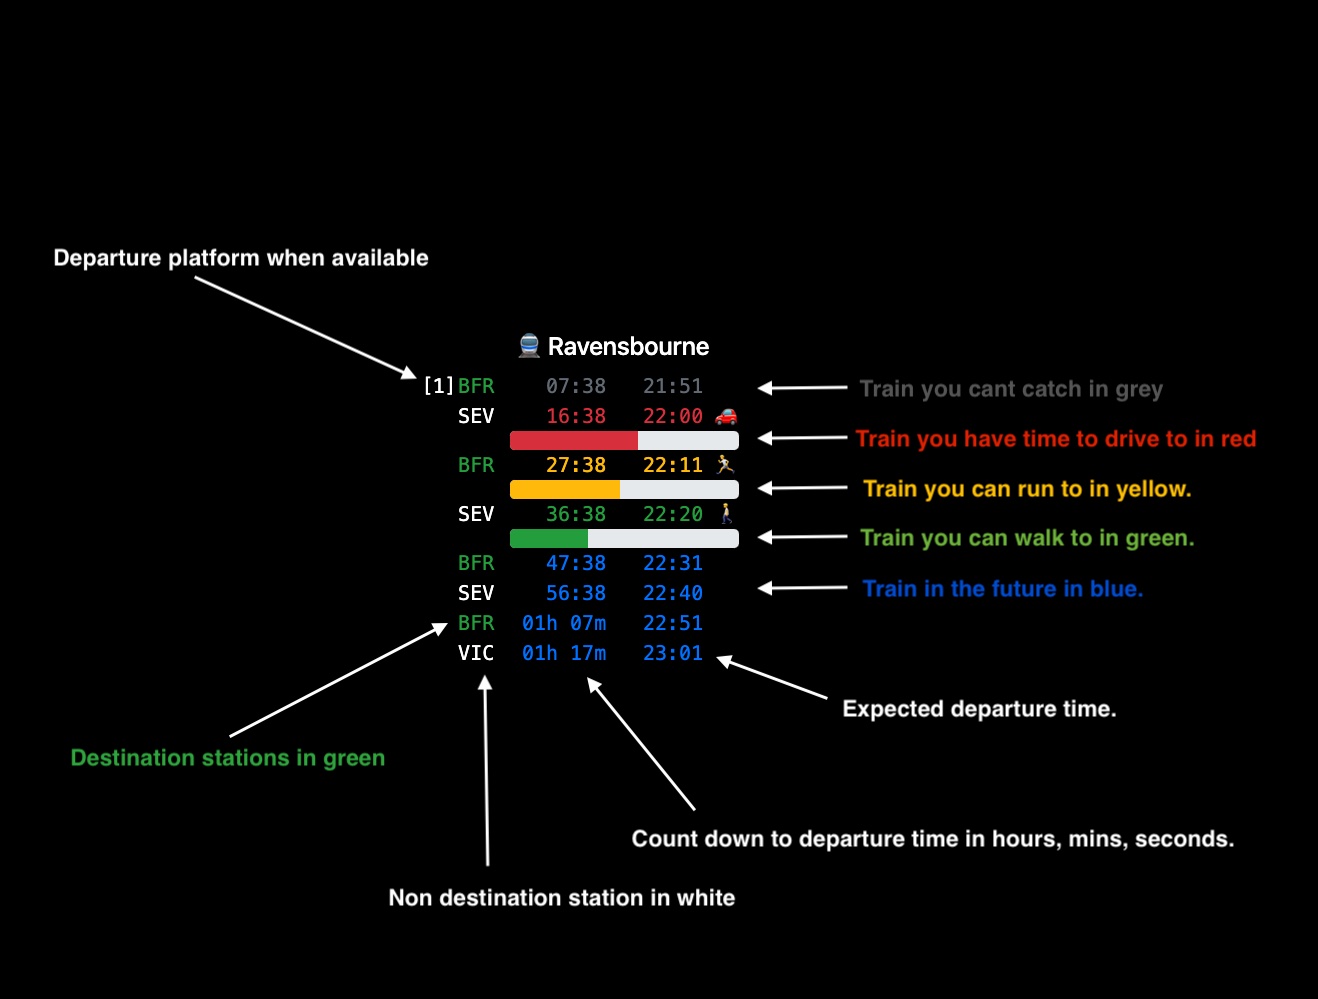 Departure platform when available
Ravensbourne
[1] BFR 07:38 21:51
Train you cant catch in grey
SEV 16:38 22:00
Train you have time to drive to in red
BFR 27:38 22:11
Train you can run to in yellow.
SEV 36:38 22:20
Train you can walk to in green.
BFR 47:38 22:31
SEV 56:38 22:40
Train in the future in blue.
BFR 01h 07m 22:51
VIC 01h 17m 23:01
Expected departure time.
Destination stations in green
Count down to departure time in hours, mins, seconds.
Non destination station in white